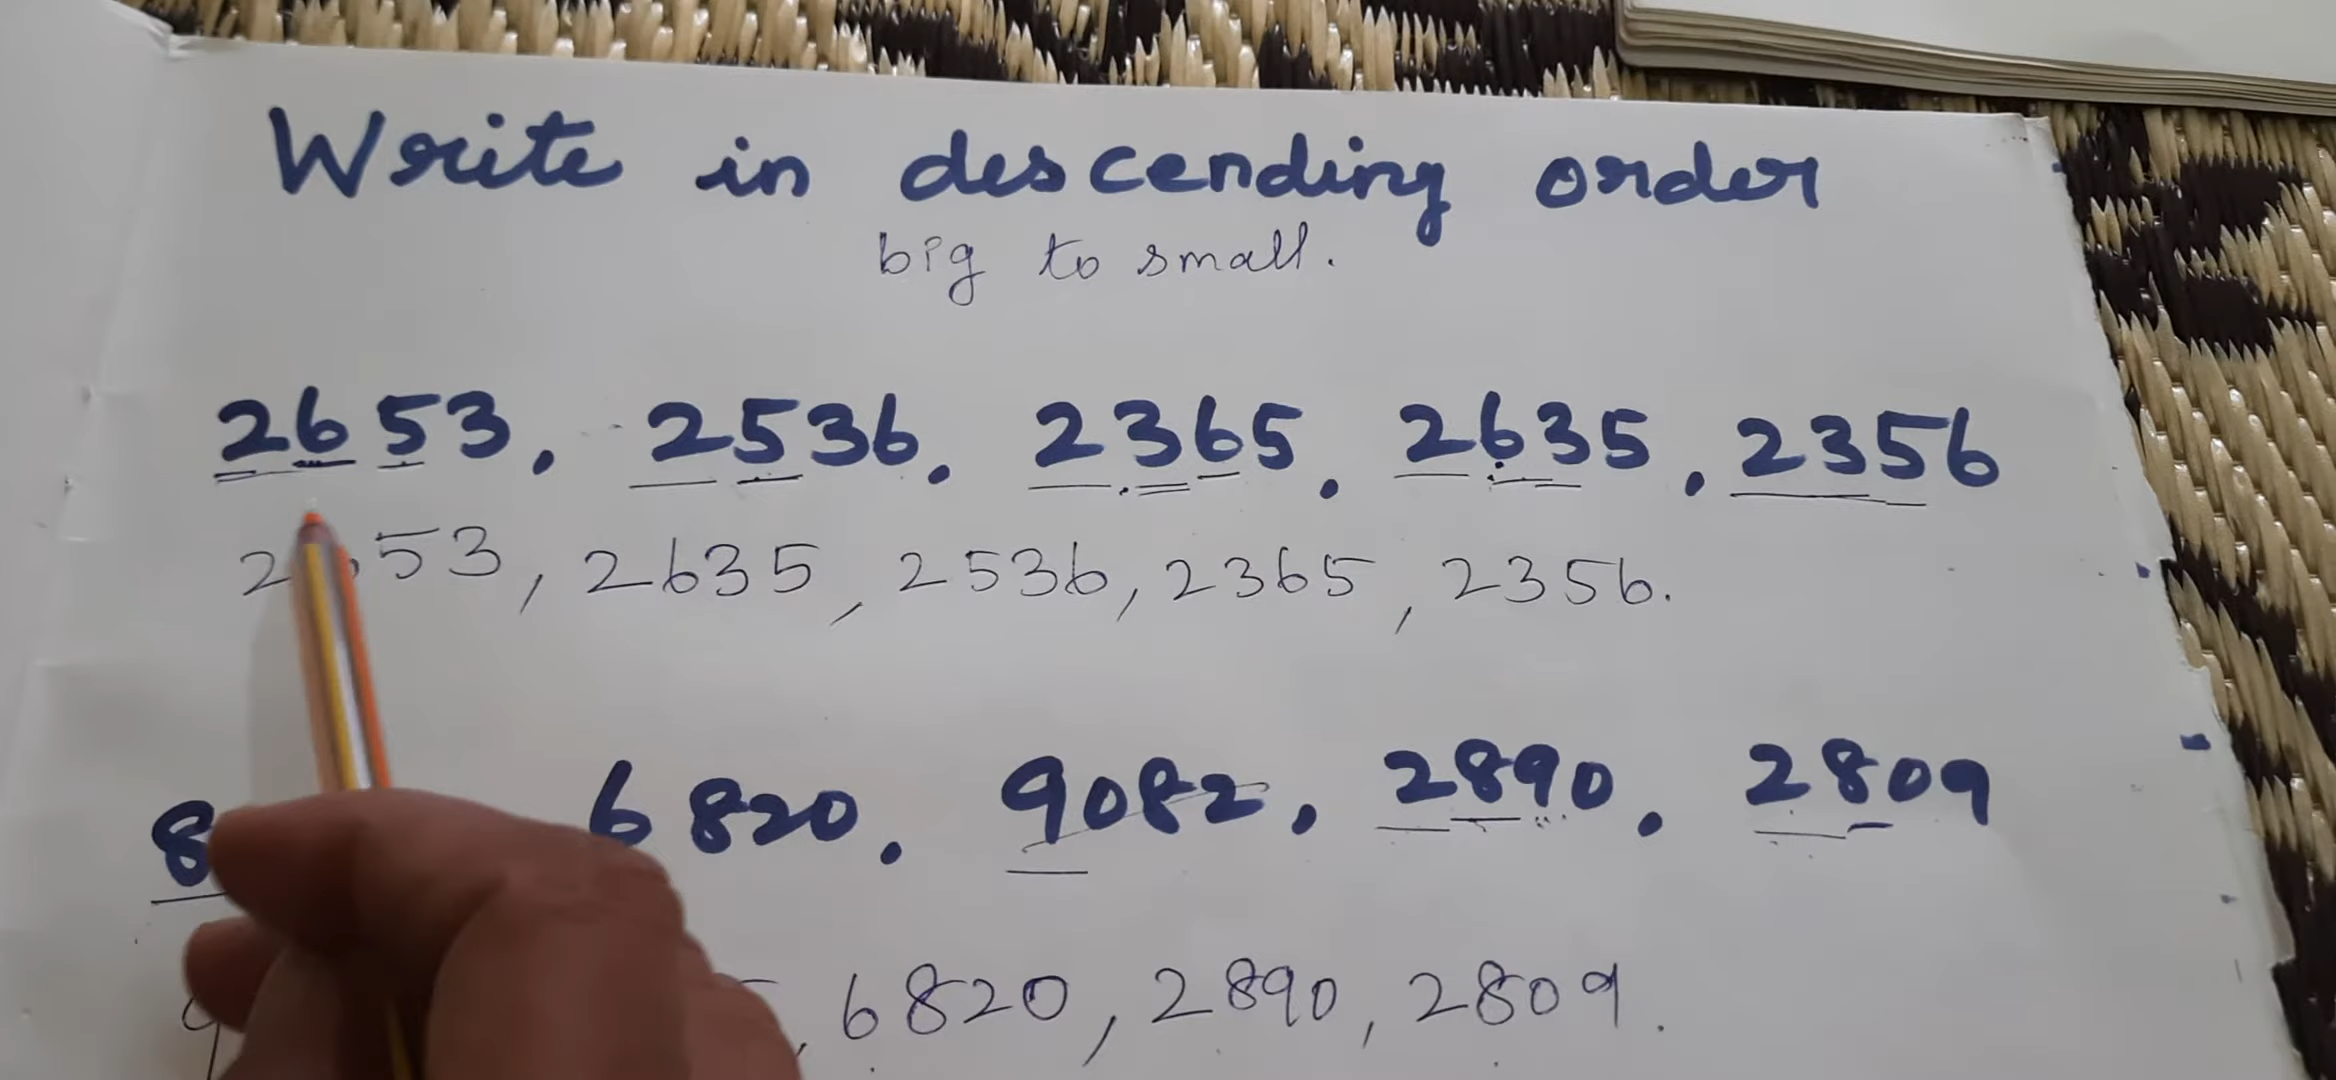 Write in descending order
big to small.
2653, 2536, 2365, 2635, 2356
53, 2635, 2536, 2365, 2356.
6820, 9082, 2890, 2809
, 6820, 2890, 2809.